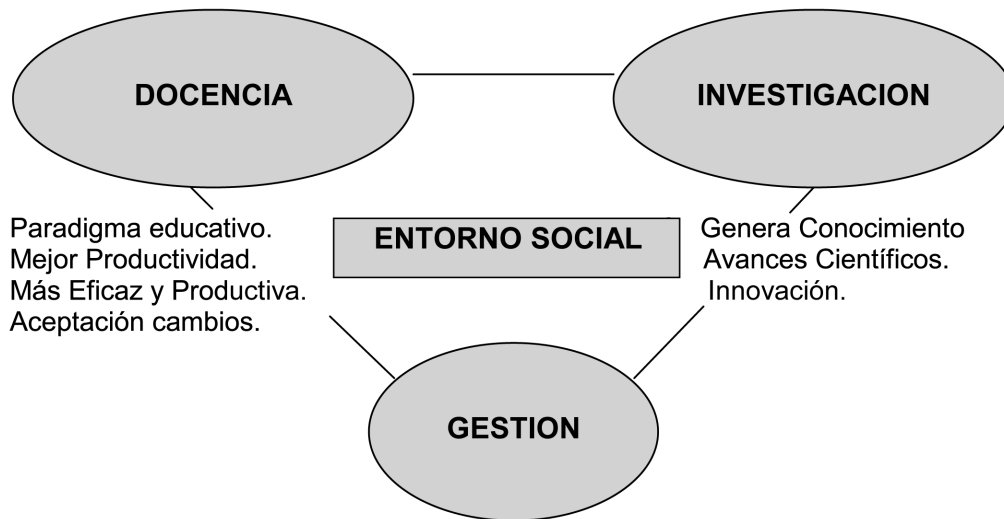 DOCENCIA
INVESTIGACION
Paradigma educativo.
Mejor Productividad.
Más Eficaz y Productiva.
Aceptación cambios.
ENTORNO SOCIAL
Genera Conocimiento
Avances Científicos.
Innovación.
GESTION